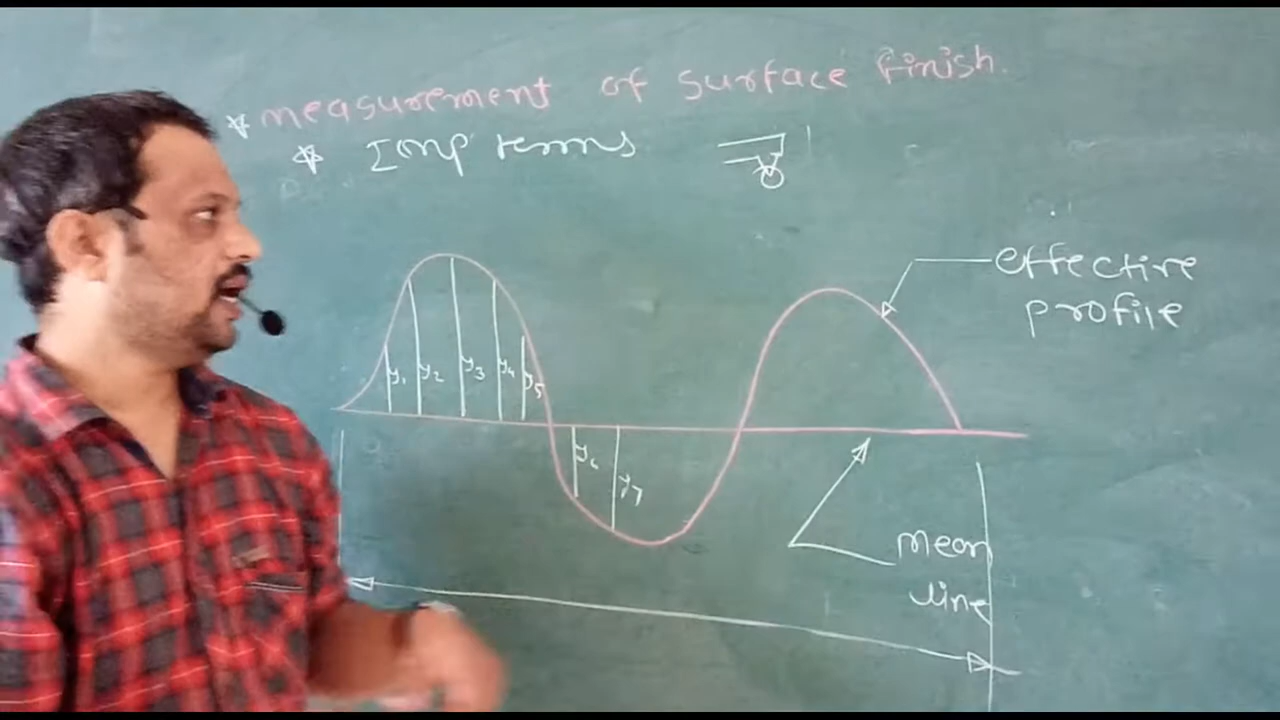 * measurement of surface finish.
* Imp terms
effective
profile
y₁ y₂ y₃ y₄ y₅
y₆ y₇
mean
line